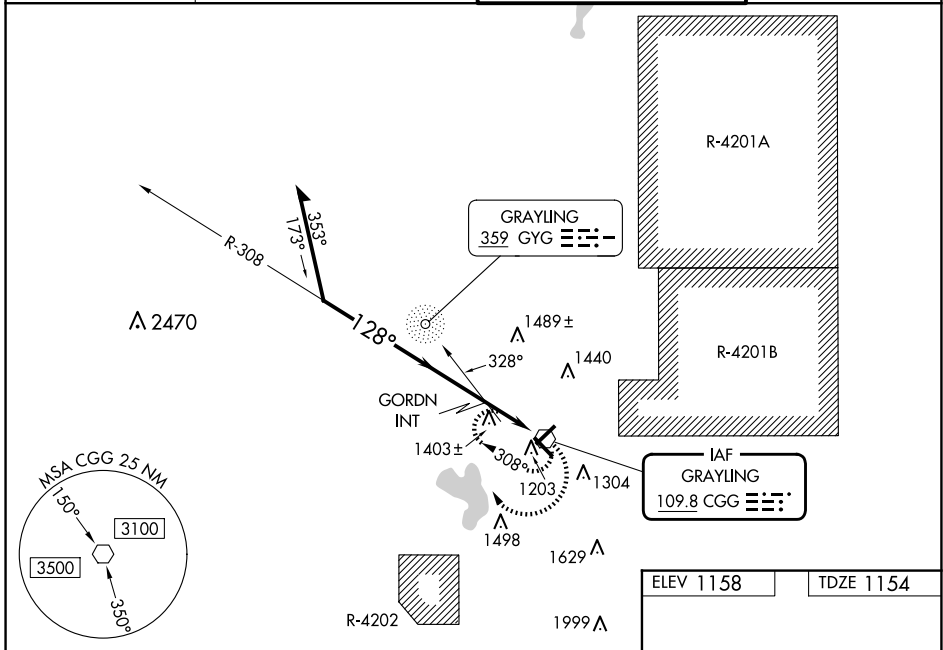 R-4201A
GRAYLING
359 GYG
353°
173°
R-308
2470
128°
1489 ±
328°
1440
R-4201B
GORDN
INT
1403 ±
308°
1203
1304
IAF
GRAYLING
109.8 CGG
MSA CGG 25 NM
150°
3100
3500
350°
1498
1629
R-4202
1999
ELEV 1158
TDZE 1154